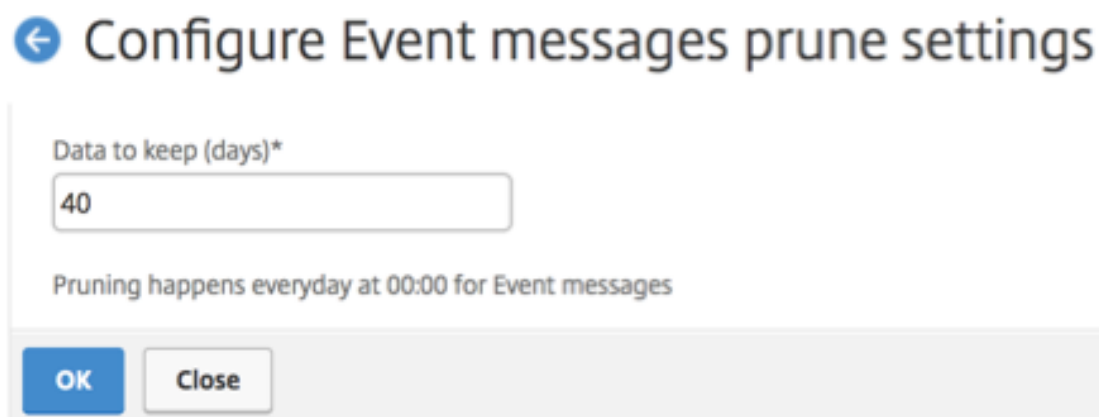 Configure Event messages prune settings
Data to keep (days)*
40
Pruning happens everyday at 00:00 for Event messages
OK Close